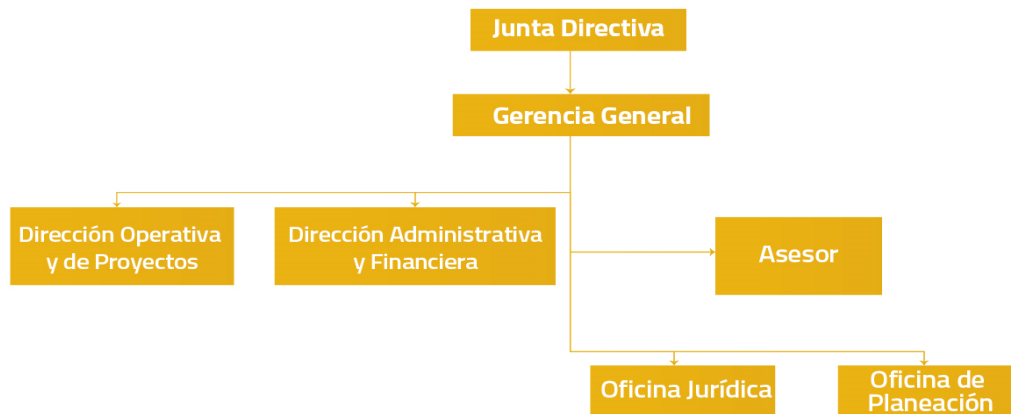 Junta Directiva
Gerencia General
Dirección Operativa
y de Proyectos
Dirección Administrativa
y Financiera
Asesor
Oficina Jurídica
Oficina de
Planeación